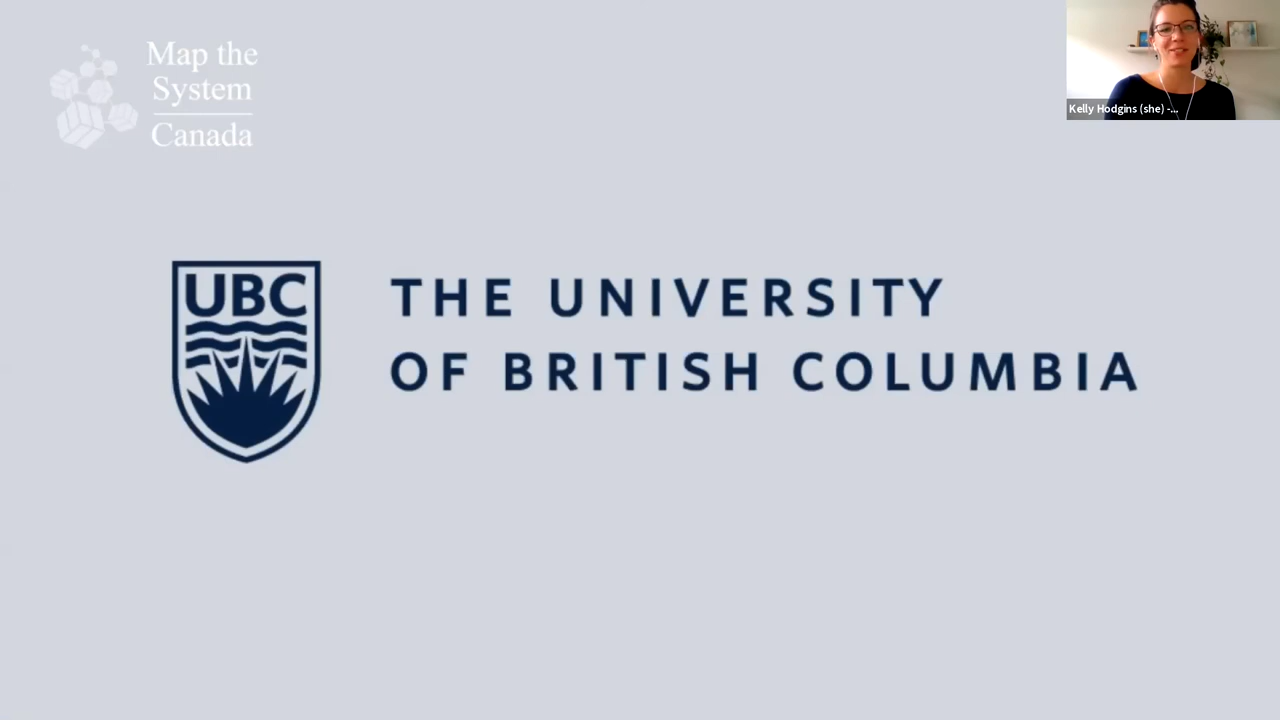 Map the
System
Canada
Kelly Hodgins (she) -...
UBC
THE UNIVERSITY
OF BRITISH COLUMBIA